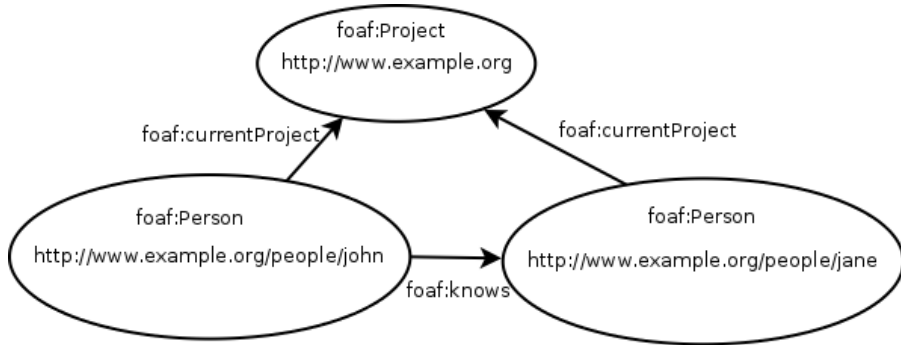 foaf:Project
http://www.example.org
foaf:currentProject
foaf:currentProject
foaf:Person
http://www.example.org/people/john
foaf:knows
foaf:Person
http://www.example.org/people/jane